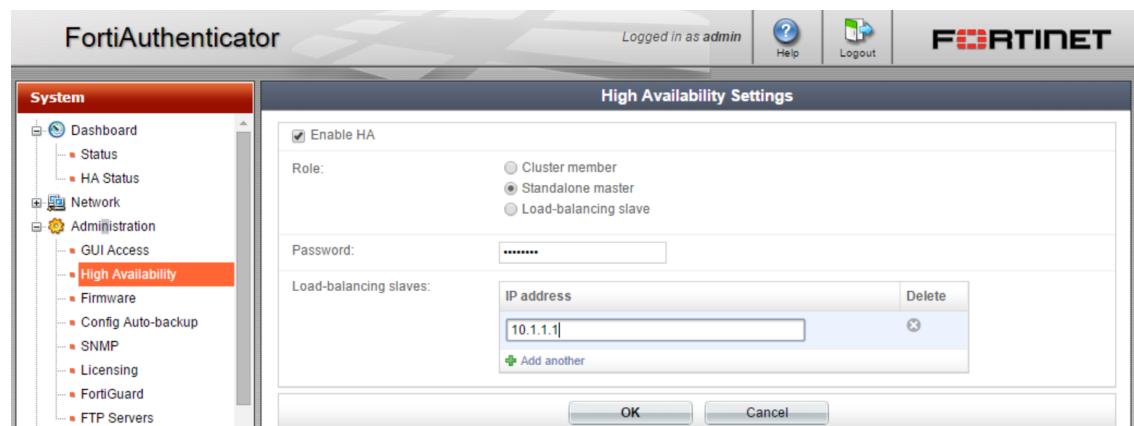 FortiAuthenticator
Logged in as admin
Help
Logout
FORTINET
System
Dashboard
Status
HA Status
Network
Administration
GUI Access
High Availability
Firmware
Config Auto-backup
SNMP
Licensing
FortiGuard
FTP Servers
High Availability Settings
Enable HA
Role:
Cluster member
Standalone master
Load-balancing slave
Password:
••••••••
Load-balancing slaves:
IP address Delete
10.1.1.1
Add another
OK Cancel